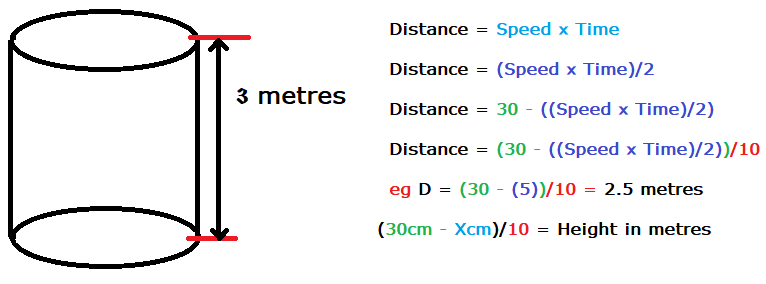 3 metres
Distance = Speed x Time
Distance = (Speed x Time)/2
Distance = 30 - ((Speed x Time)/2)
Distance = (30 - ((Speed x Time)/2))/10
eg D = (30 - (5))/10 = 2.5 metres
(30cm - Xcm)/10 = Height in metres